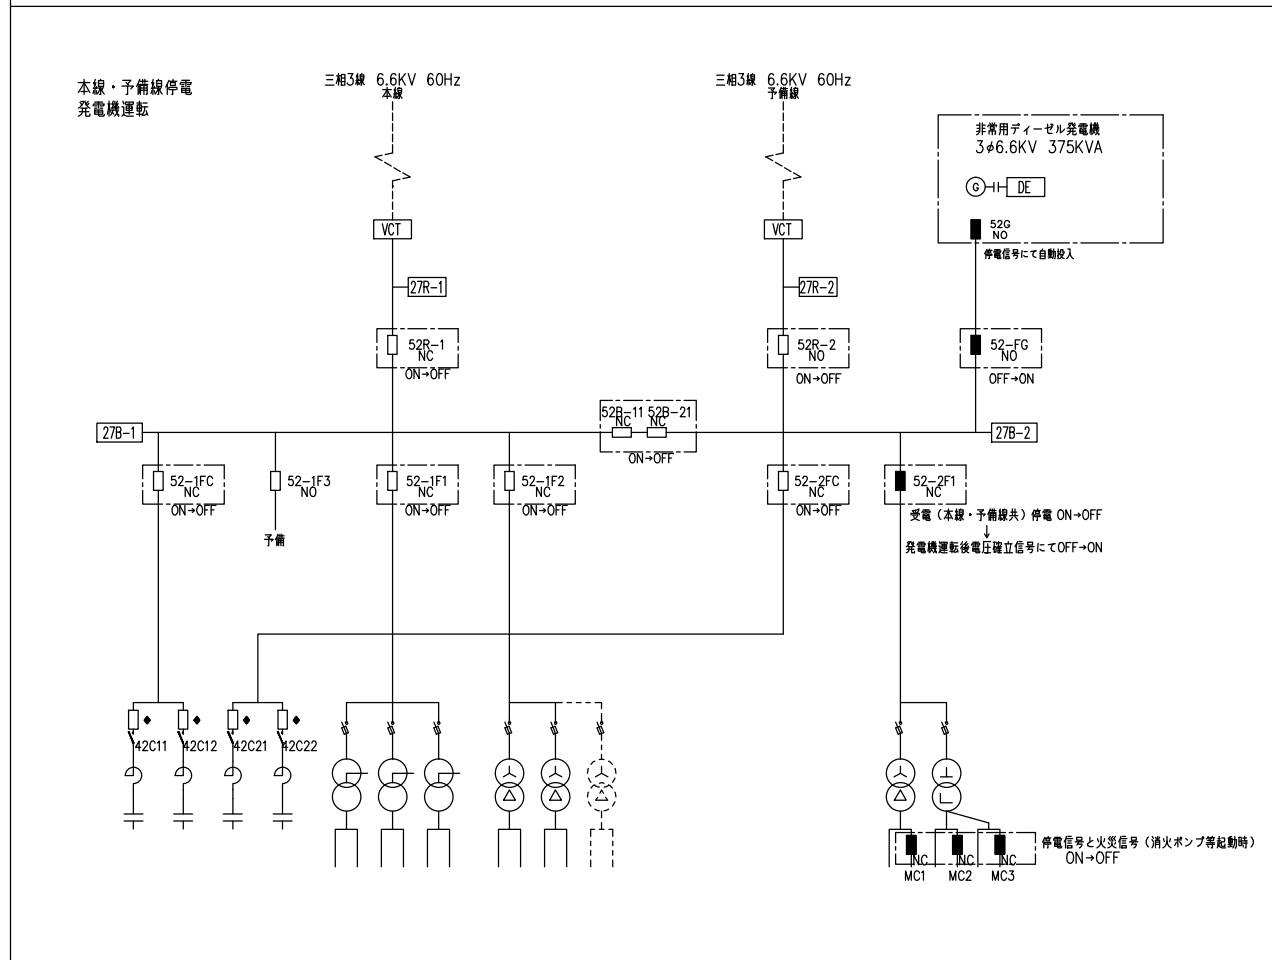 本線・予備線停電
発電機運転
三相3線 6.6KV 60Hz
本線
三相3線 6.6KV 60Hz
予備線
非常用ディーゼル発電機
3φ6.6KV 375KVA
G
DE
52G
NO
停電信号にて自動投入
VCT
VCT
27R-1
27R-2
52R-1
NC
ON→OFF
52R-2
NO
ON→OFF
52-FG
NO
OFF→ON
52B-11
NC
52B-21
NC
ON→OFF
27B-1
27B-2
52-1FC
NC
ON→OFF
52-1F3
NO
予備
52-1F1
NC
ON→OFF
52-1F2
NC
ON→OFF
52-2FC
NC
ON→OFF
52-2F1
NC
受電（本線・予備線共）停電 ON→OFF
↓
発電機運転後電圧確立信号にてOFF→ON
42C11
42C12
42C21
42C22
NC
NC
NC
MC1
MC2
MC3
停電信号と火災信号（消火ポンプ等起動時）
ON→OFF